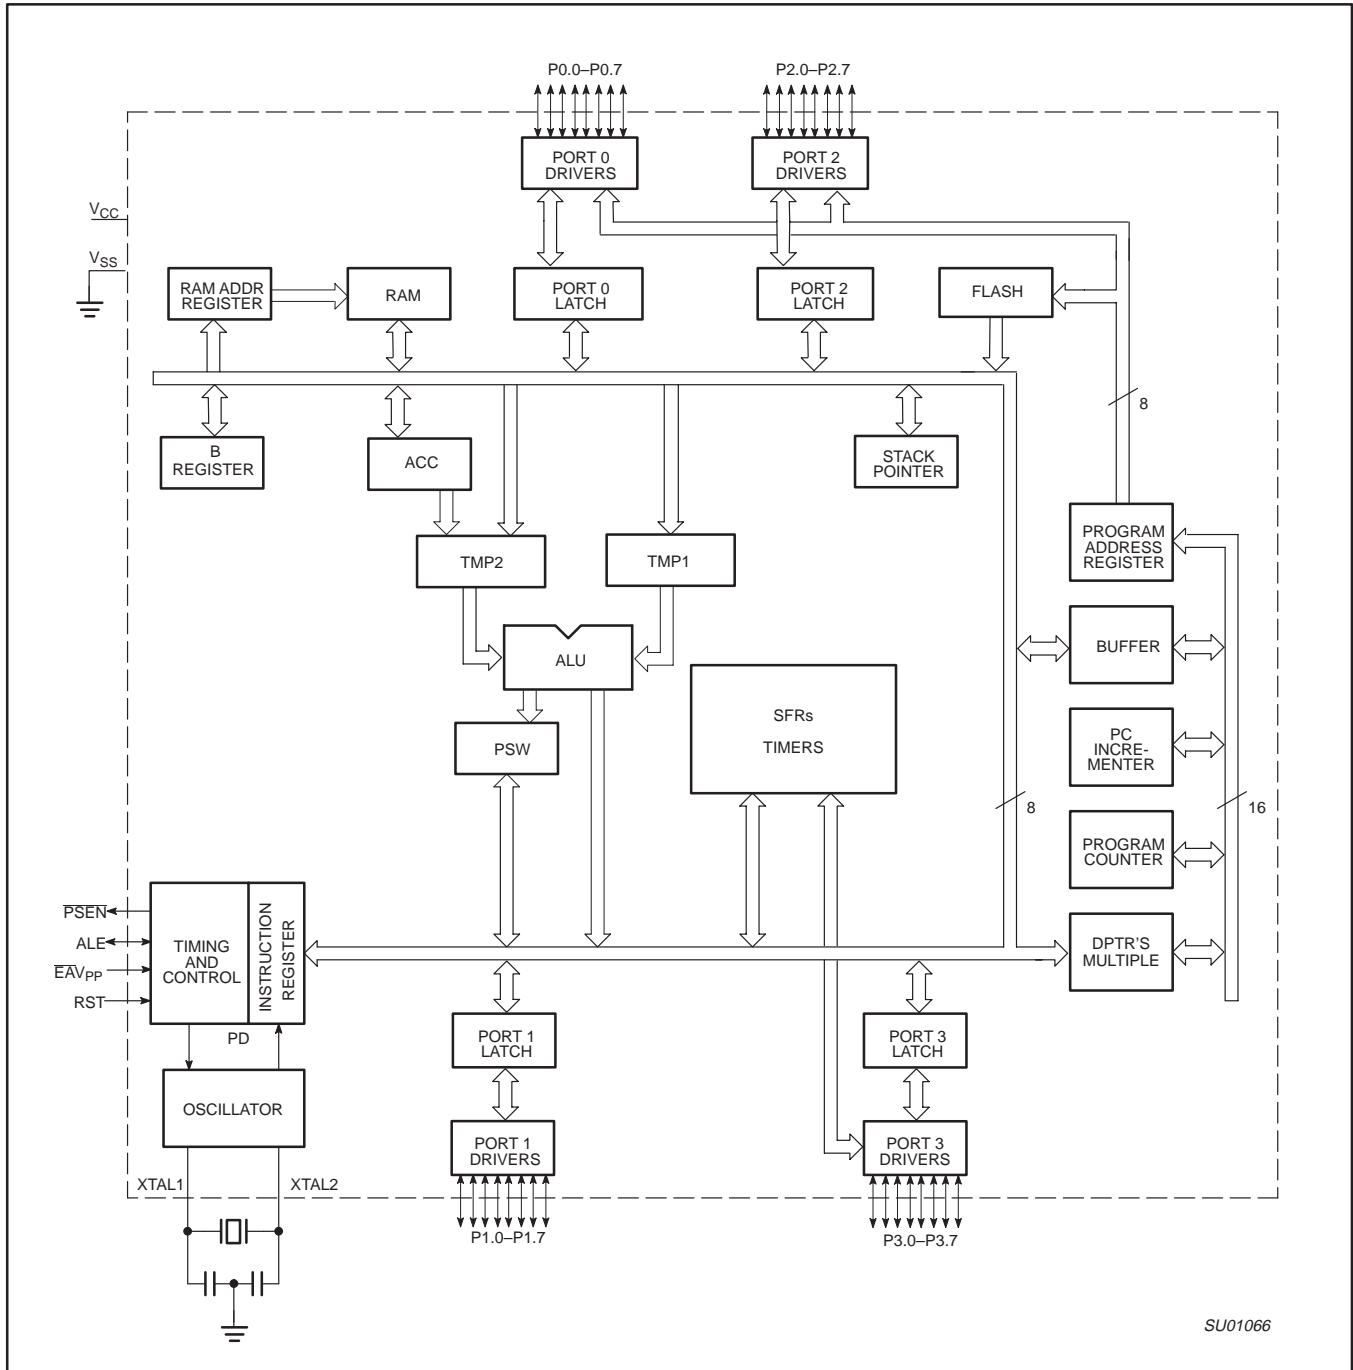 P0.0–P0.7
P2.0–P2.7
PORT 0
DRIVERS
PORT 2
DRIVERS
VCC
VSS
RAM ADDR
REGISTER
RAM
PORT 0
LATCH
PORT 2
LATCH
FLASH
8
B
REGISTER
ACC
STACK
POINTER
PROGRAM
ADDRESS
REGISTER
TMP2
TMP1
BUFFER
ALU
SFRs
TIMERS
PSW
PC
INCRE-
MENTER
8
16
PROGRAM
COUNTER
PSEN
ALE
EAVPP
RST
TIMING
AND
CONTROL
INSTRUCTION
REGISTER
DPTR'S
MULTIPLE
PD
PORT 1
LATCH
PORT 3
LATCH
OSCILLATOR
PORT 1
DRIVERS
PORT 3
DRIVERS
XTAL1
XTAL2
P1.0–P1.7
P3.0–P3.7
SU01066